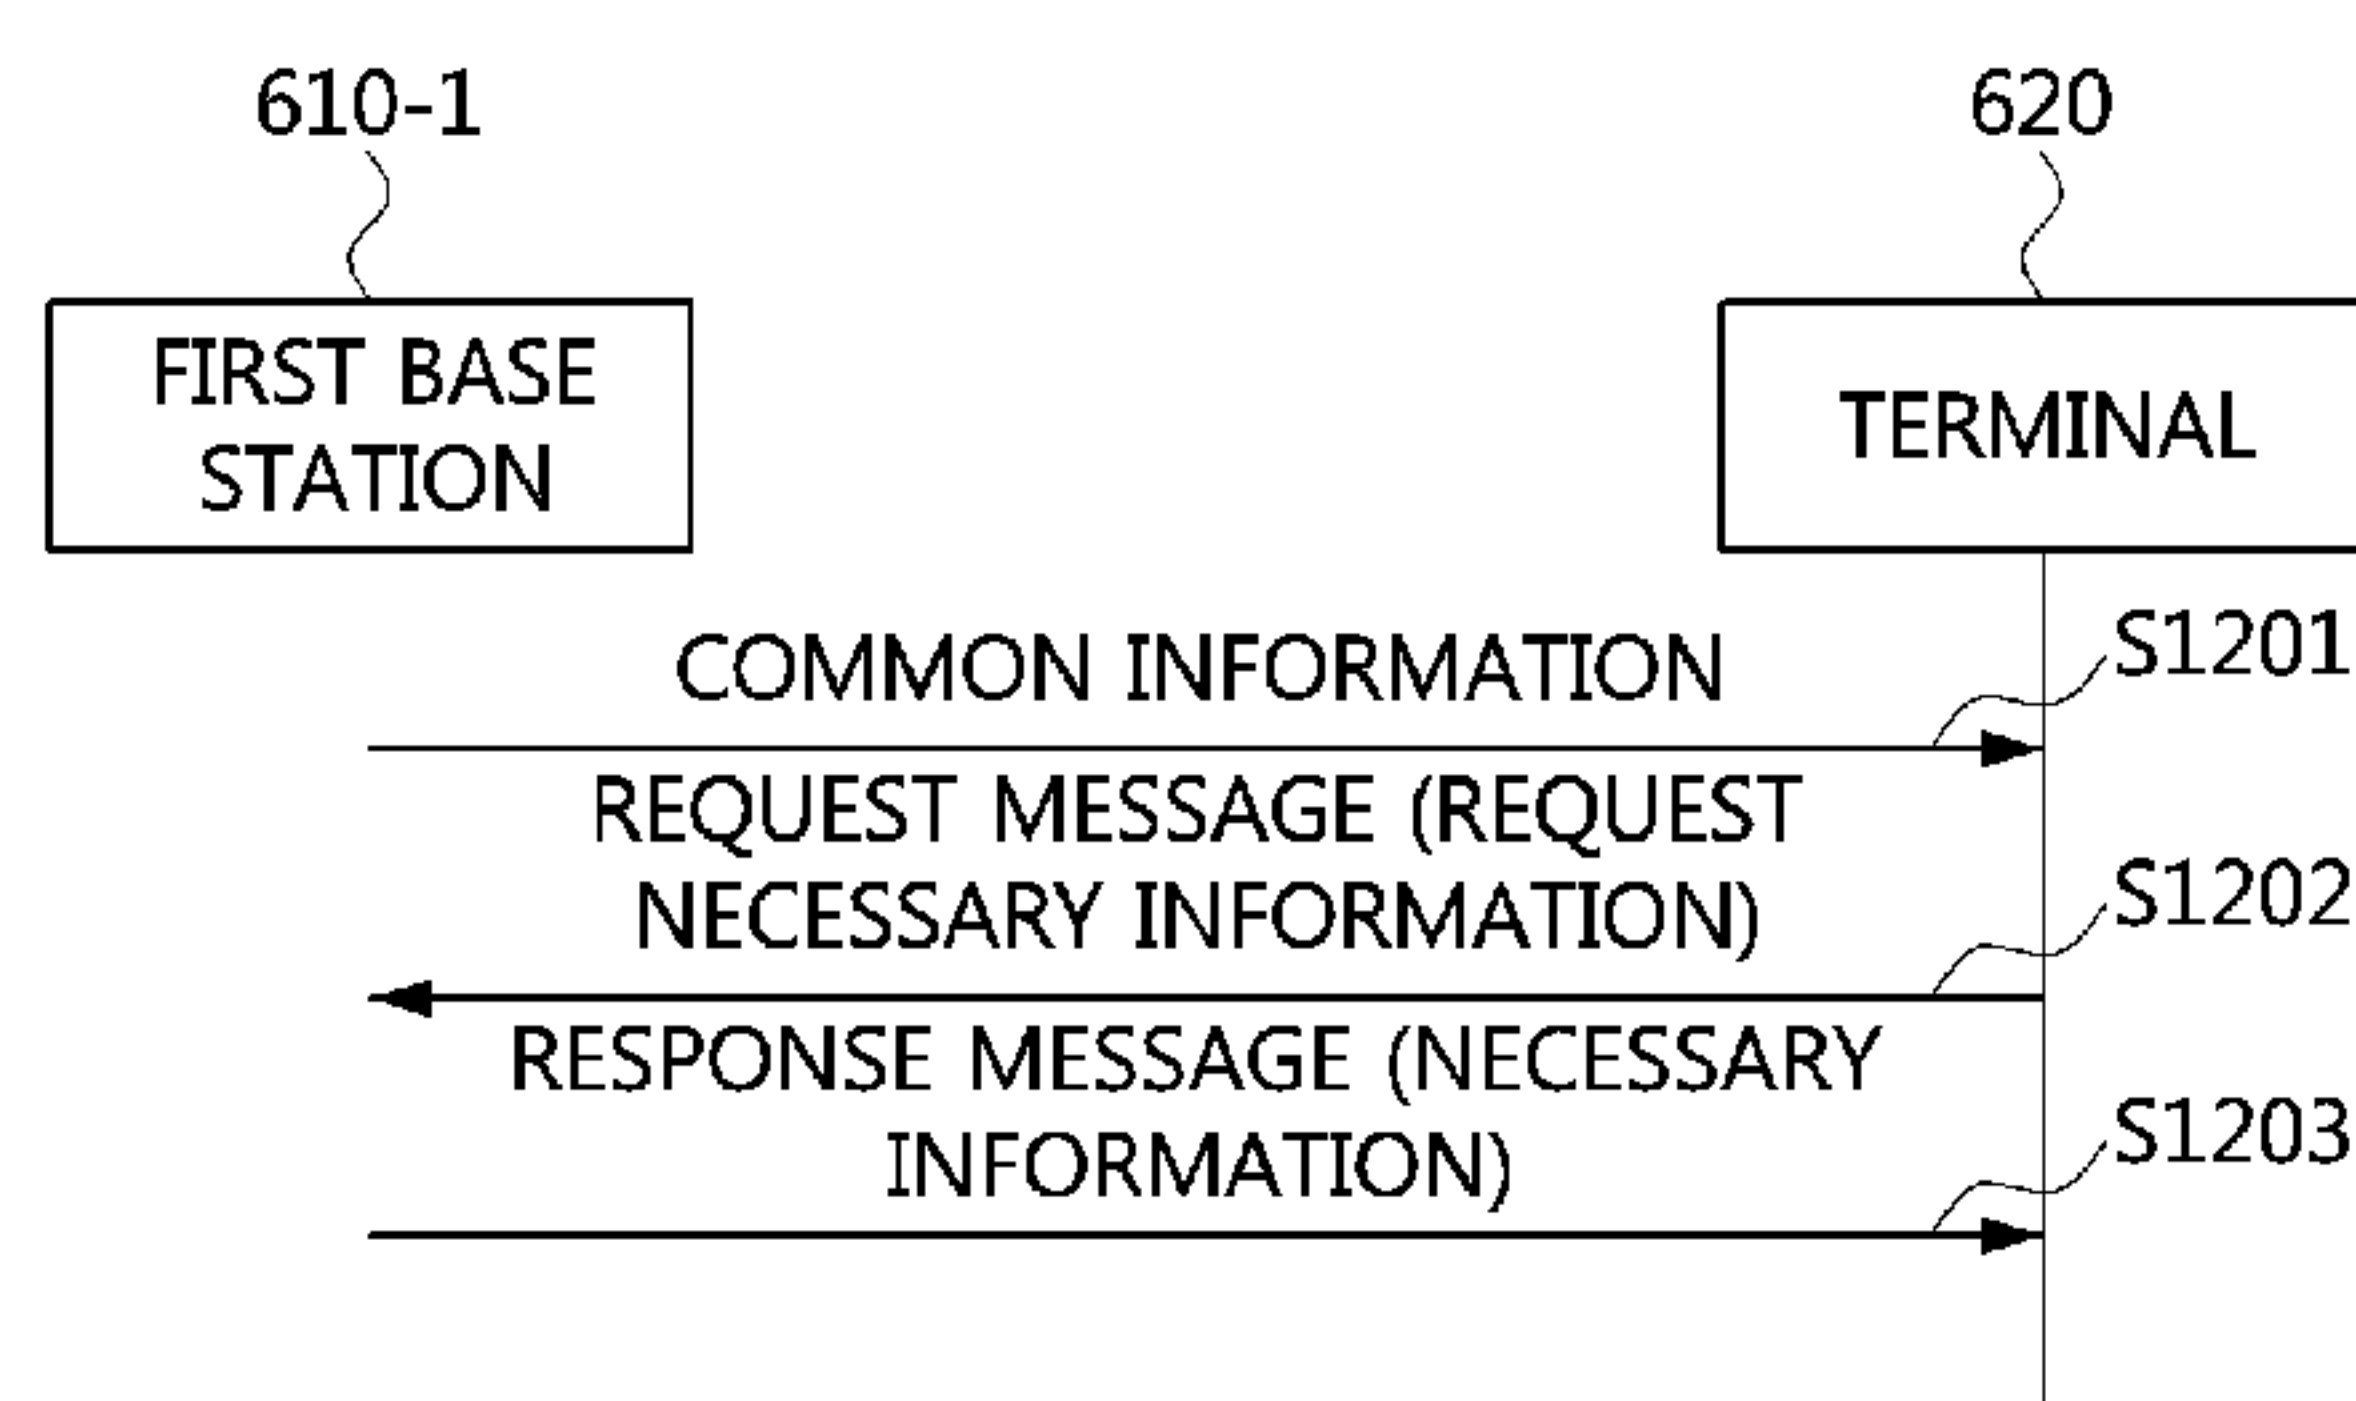 610-1
620
FIRST BASE
STATION
TERMINAL
COMMON INFORMATION
S1201
REQUEST MESSAGE (REQUEST
NECESSARY INFORMATION)
S1202
RESPONSE MESSAGE (NECESSARY
INFORMATION)
S1203